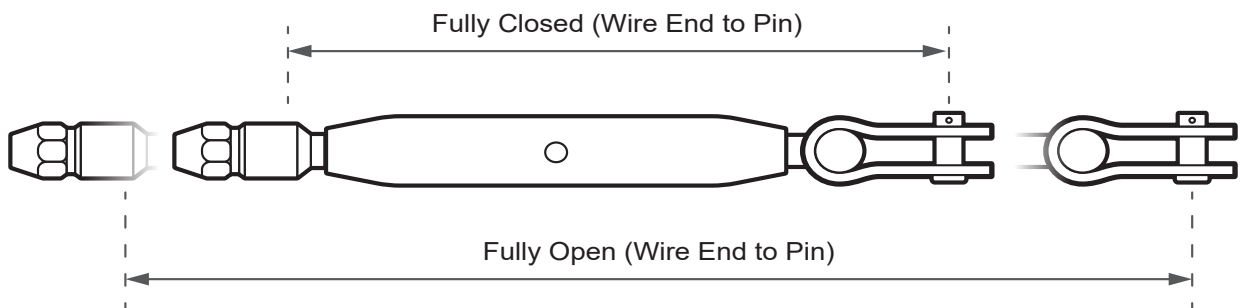 Fully Closed (Wire End to Pin)
Fully Open (Wire End to Pin)